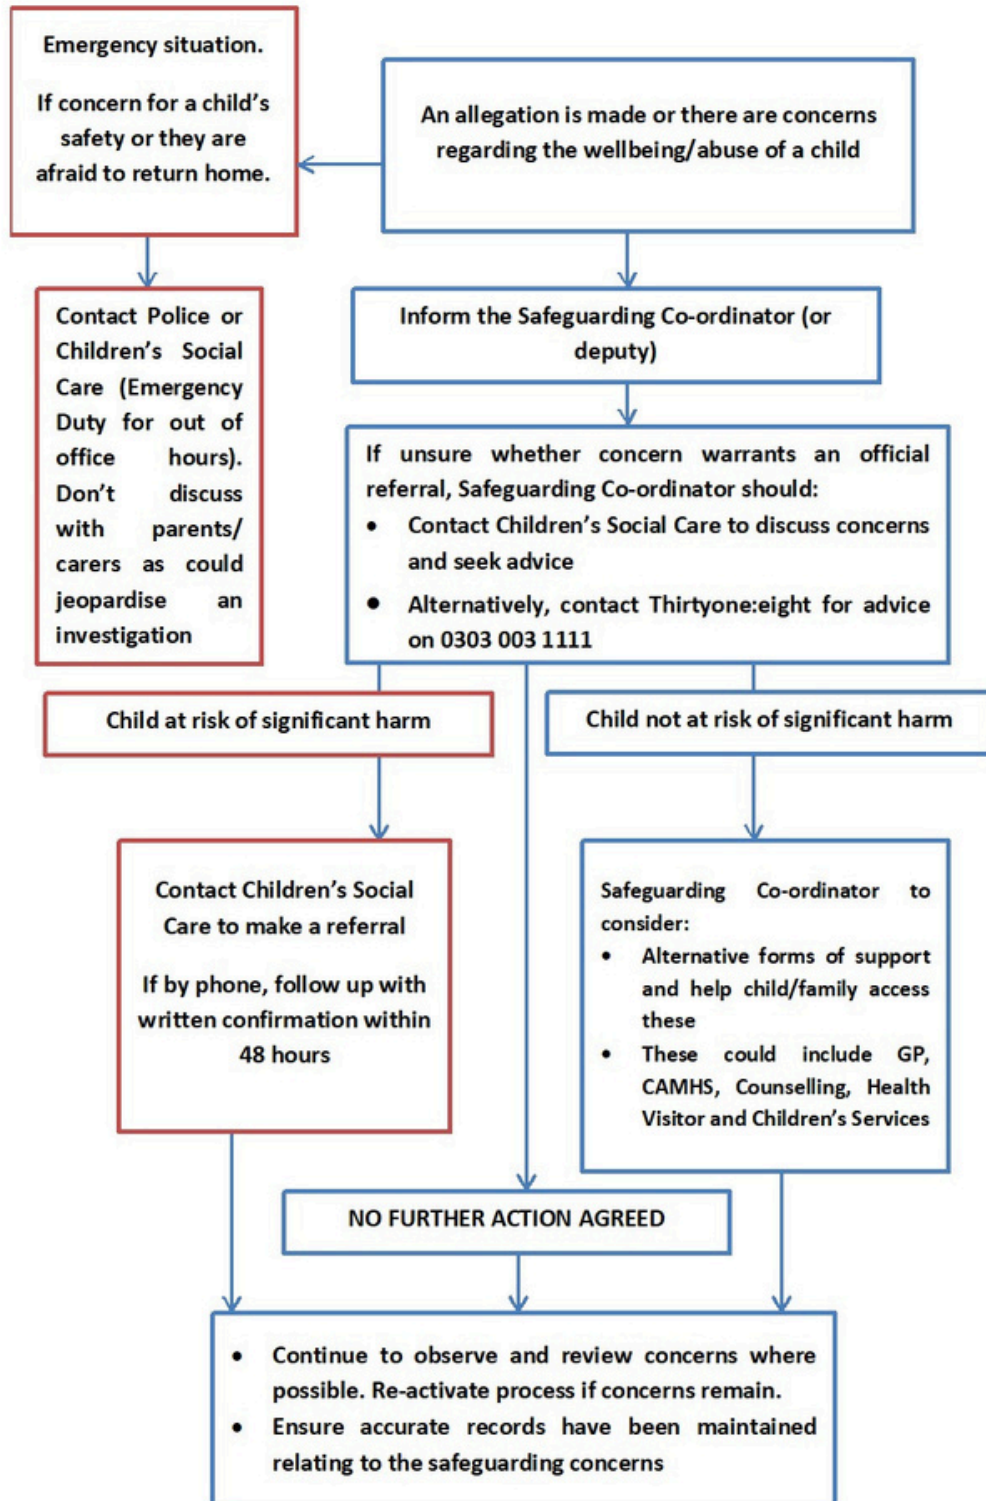 Emergency situation.
If concern for a child's
safety or they are
afraid to return home.
An allegation is made or there are concerns
regarding the wellbeing/abuse of a child
Contact Police or
Children's Social
Care (Emergency
Duty for out of
office hours).
Don't discuss
with parents/
carers as could
jeopardise an
investigation
Inform the Safeguarding Co-ordinator (or
deputy)
If unsure whether concern warrants an official
referral, Safeguarding Co-ordinator should:
• Contact Children's Social Care to discuss concerns
and seek advice
• Alternatively, contact Thirtyone:eight for advice
on 0303 003 1111
Child at risk of significant harm
Child not at risk of significant harm
Contact Children's Social
Care to make a referral
If by phone, follow up with
written confirmation within
48 hours
Safeguarding Co-ordinator to
consider:
• Alternative forms of support
and help child/family access
these
• These could include GP,
CAMHS, Counselling, Health
Visitor and Children's Services
NO FURTHER ACTION AGREED
• Continue to observe and review concerns where
possible. Re-activate process if concerns remain.
• Ensure accurate records have been maintained
relating to the safeguarding concerns